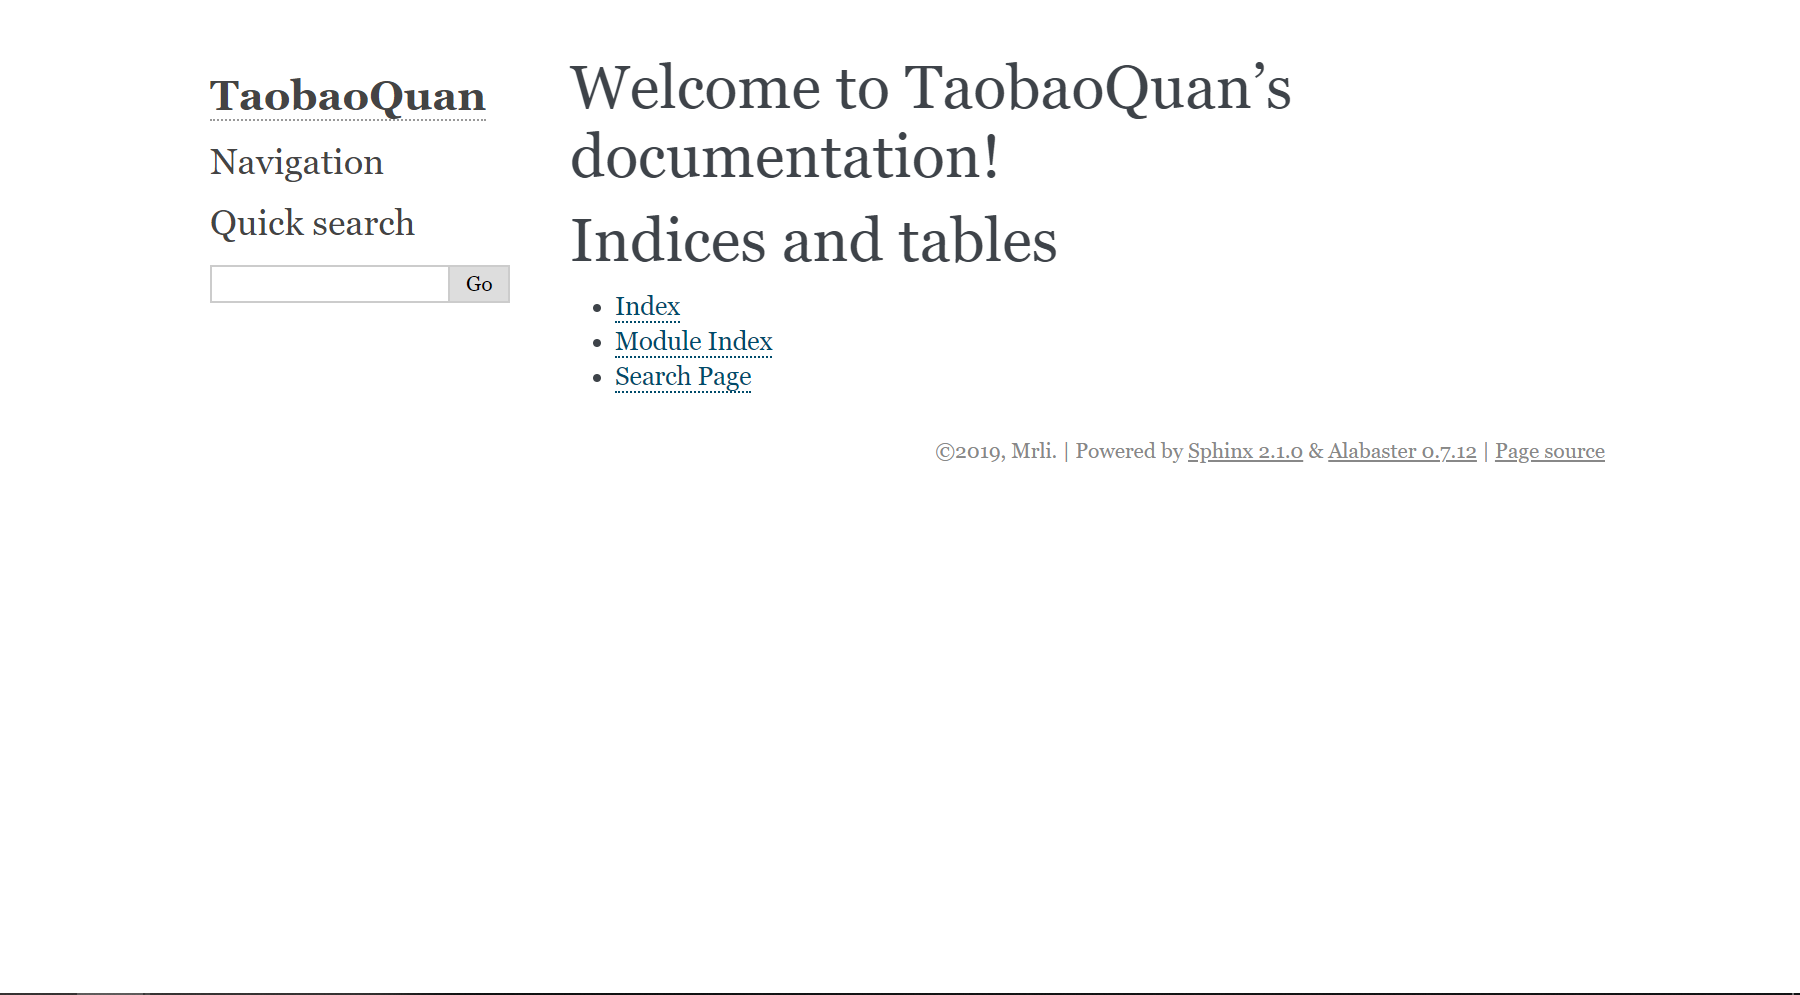 TaobaoQuan
Navigation
Quick search
Go
Welcome to TaobaoQuan’s
documentation!
Indices and tables
Index
Module Index
Search Page
©2019, Mrli. | Powered by Sphinx 2.1.0 & Alabaster 0.7.12 | Page source